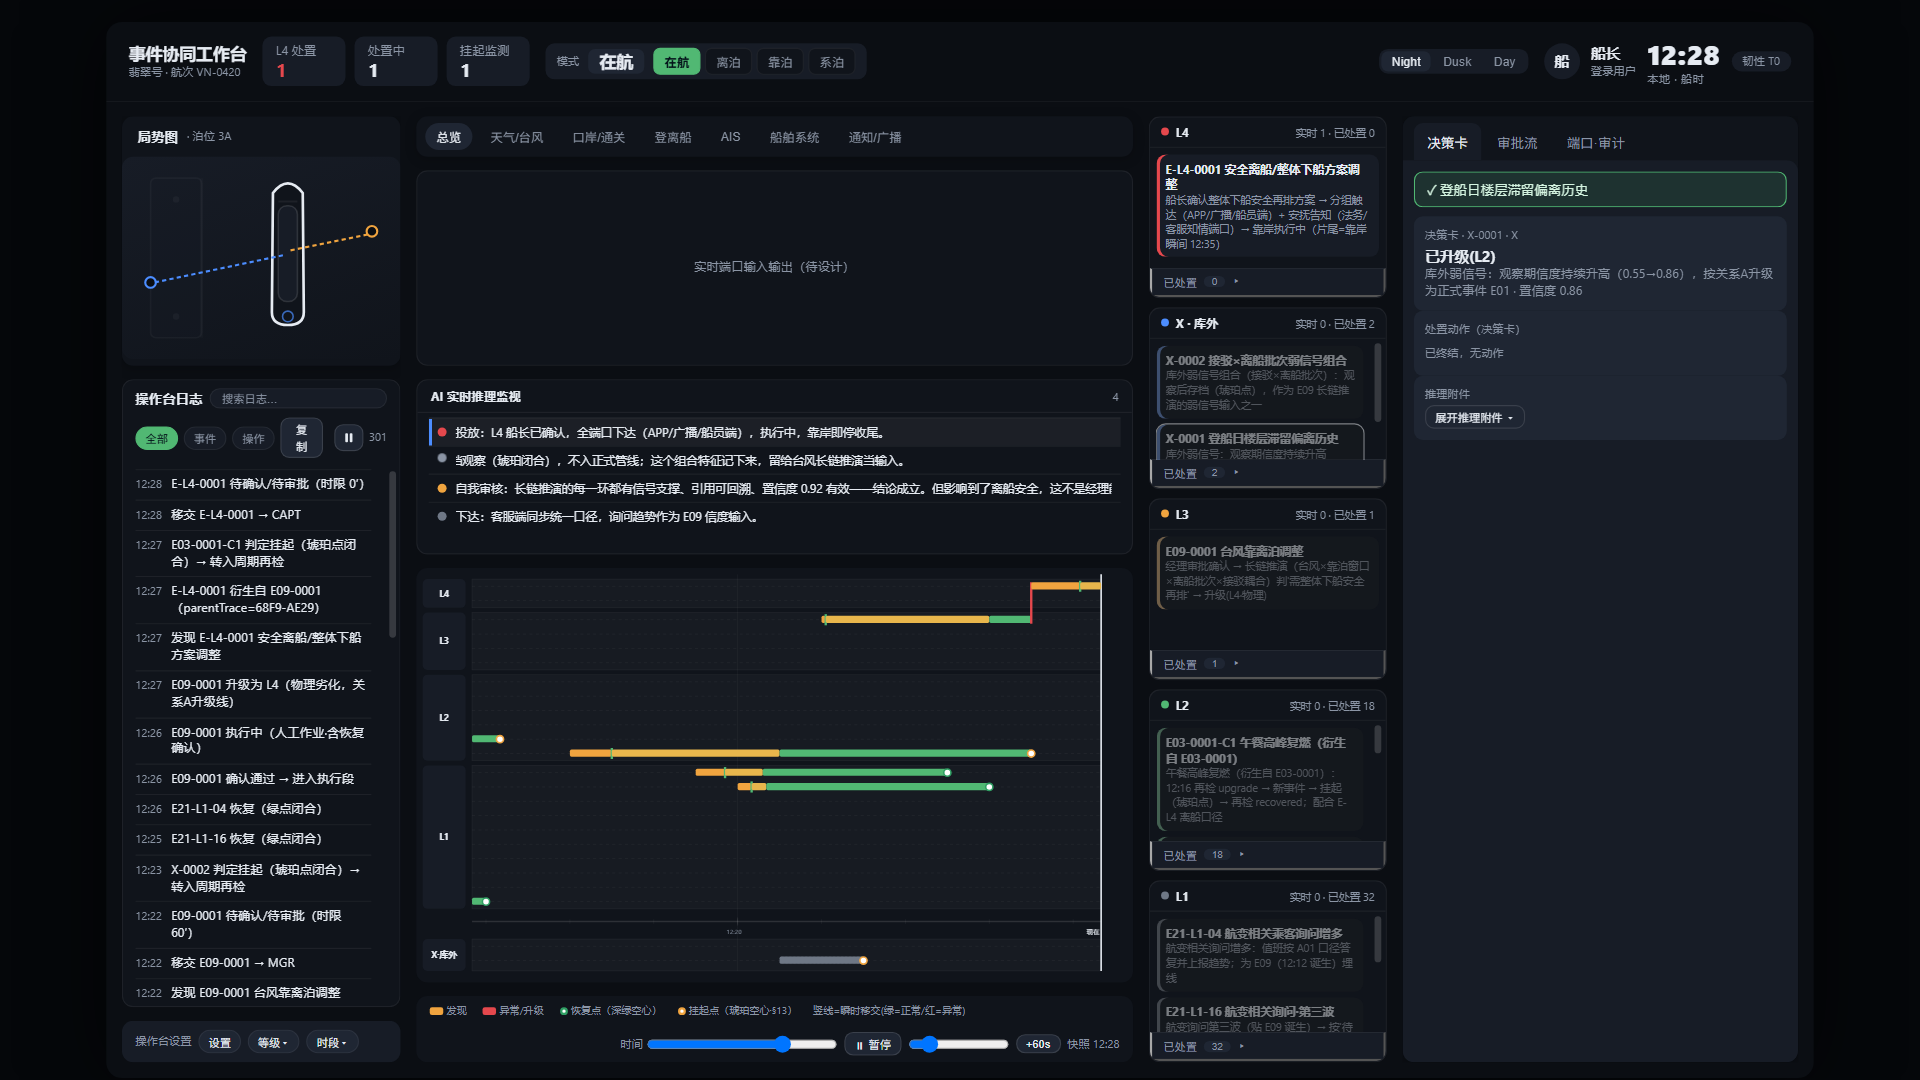 事件协同工作台
翡翠号 · 航次 VN-0420
L4 处置
1
处置中
1
挂起监测
1
模式 在航 在航 离泊 靠泊 系泊
Night Dusk Day
船
船长
登录用户
12:28
本地 · 船时
韧性 T0
局势图 · 泊位 3A
操作台日志
搜索日志...
全部 事件 操作 复制 301
12:28 E-L4-0001 待确认/待审批（时限 0'）
12:28 移交 E-L4-0001 → CAPT
12:27 E03-0001-C1 判定挂起（琥珀点闭
合）→ 转入周期再检
12:27 E-L4-0001 衍生自 E09-0001
（parentTrace=68F9-AE29）
12:27 发现 E-L4-0001 安全离船/整体下船
方案调整
12:27 E09-0001 升级为 L4（物理劣化，关
系A升级线）
12:26 E09-0001 执行中（人工作业·含恢复
确认）
12:26 E09-0001 确认通过 → 进入执行段
12:26 E21-L1-04 恢复（绿点闭合）
12:25 E21-L1-16 恢复（绿点闭合）
12:23 X-0002 判定挂起（琥珀点闭合）→
转入周期再检
12:22 E09-0001 待确认/待审批（时限
60'）
12:22 移交 E09-0001 → MGR
12:22 发现 E09-0001 台风靠离泊调整
操作台设置 设置 等级 时段
总览 天气/台风 口岸/通关 登离船 AIS 船舶系统 通知/广播
实时端口输入输出（待设计）
AI 实时推理监视 4
投放：L4 船长已确认，全端口下达（APP/广播/船员端），执行中，靠岸即停收尾。
观察（琥珀闭合），不入正式管线；这个组合特征记下来，留给台风长链推演当输入。
自我审核：长链推演的每一环都有信号支撑、引用可回溯、置信度 0.92 有效——结论成立。但影响到了离船安全，这不是经理
下达：客服端同步统一口径，询问趋势作为 E09 信度输入。
L4
L3
L2
L1
12:20
现在
X·库外
发现 异常/升级 恢复点（深绿空心） 挂起点（琥珀空心·§13） 竖线=瞬时移交(绿=正常/红=异常)
时间 暂停 +60s 快照 12:28
L4 实时 1 · 已处置 0
E-L4-0001 安全离船/整体下船方案调
整
船长确认整体下船安全再排方案 → 分组触
达（APP/广播/船员端）+ 安抚告知（法务/
客服知情端口）→ 靠岸执行中（片尾=靠岸
瞬间 12:35）
已处置 0
X · 库外 实时 0 · 已处置 2
X-0002 接驳×离船批次弱信号组合
库外弱信号组合（接驳×离船批次）：观
察后存档（琥珀点），作为 E09 长链推
演的弱信号输入之一
X-0001 登船日楼层滞留偏离历史
库外弱信号：观察期信度持续升高
已处置 2
L3 实时 0 · 已处置 1
E09-0001 台风靠离泊调整
经理审批确认 → 长链推演（台风×靠泊窗口
×离船批次×接驳耦合）判'需整体下船安全
再排' → 升级(L4·物理)
已处置 1
L2 实时 0 · 已处置 18
E03-0001-C1 午餐高峰复燃（衍生
自 E03-0001）
午餐高峰复燃（衍生自 E03-0001）：
12:16 再检 upgrade → 新事件 → 挂起
（琥珀点）→ 再检 recovered；配合 E-
L4 离船口径
已处置 18
L1 实时 0 · 已处置 32
E21-L1-04 航变相关乘客询问增多
航变相关询问增多：值班按 A01 口径答
复并上报趋势；为 E09（12:12 诞生）埋
线
E21-L1-16 航变相关询问·第三波
航变询问第三波（贴 E09 诞生）→ 按'待
已处置 32
决策卡 审批流 端口·审计
✓ 登船日楼层滞留偏离历史
决策卡 · X-0001 · X
已升级(L2)
库外弱信号：观察期信度持续升高（0.55→0.86），按关系A升级
为正式事件 E01 · 置信度 0.86
处置动作（决策卡）
已终结，无动作
推理附件
展开推理附件